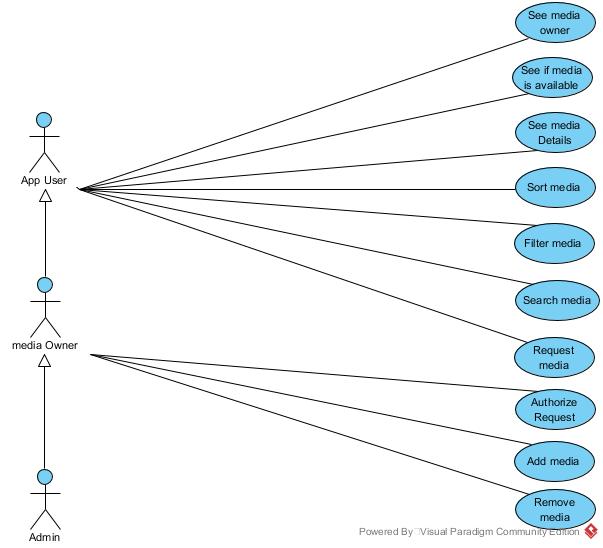 See media
owner
See if media
is available
See media
Details
App User
Sort media
Filter media
Search media
media Owner
Request
media
Authorize
Request
Add media
Remove
media
Powered By Visual Paradigm Community Edition
Admin